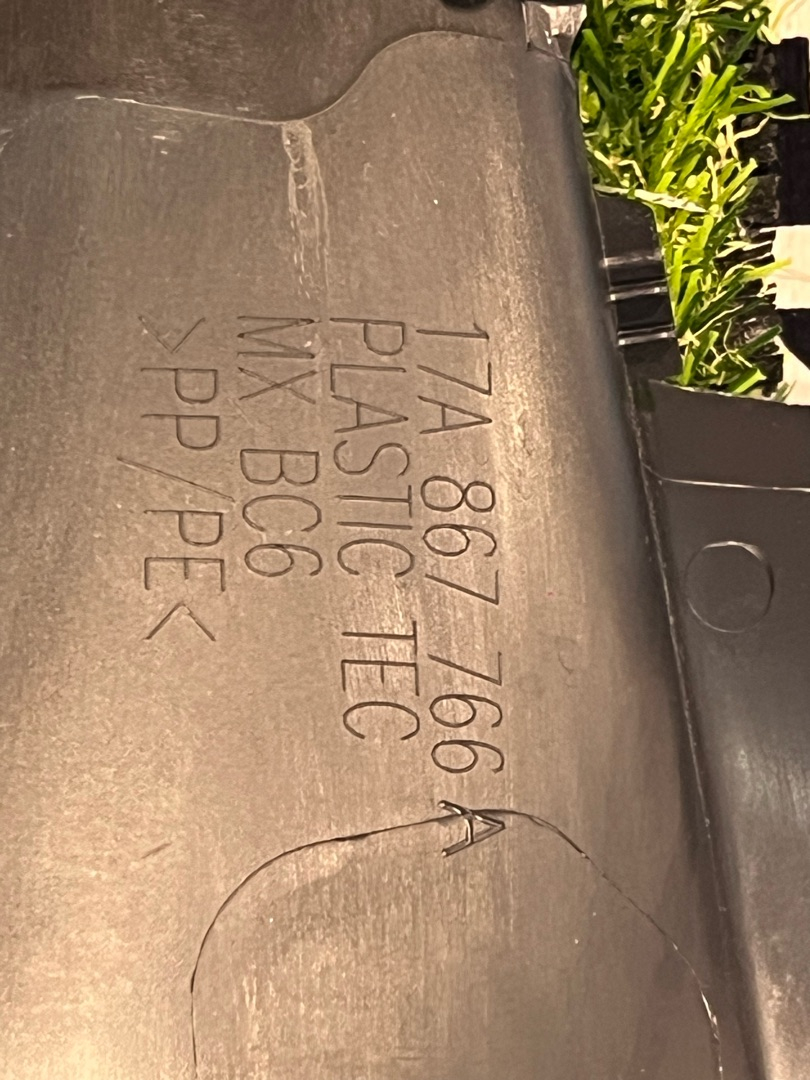 17A 867 766 A
PLASTIC TEC
MX BC6
>PP/PE<